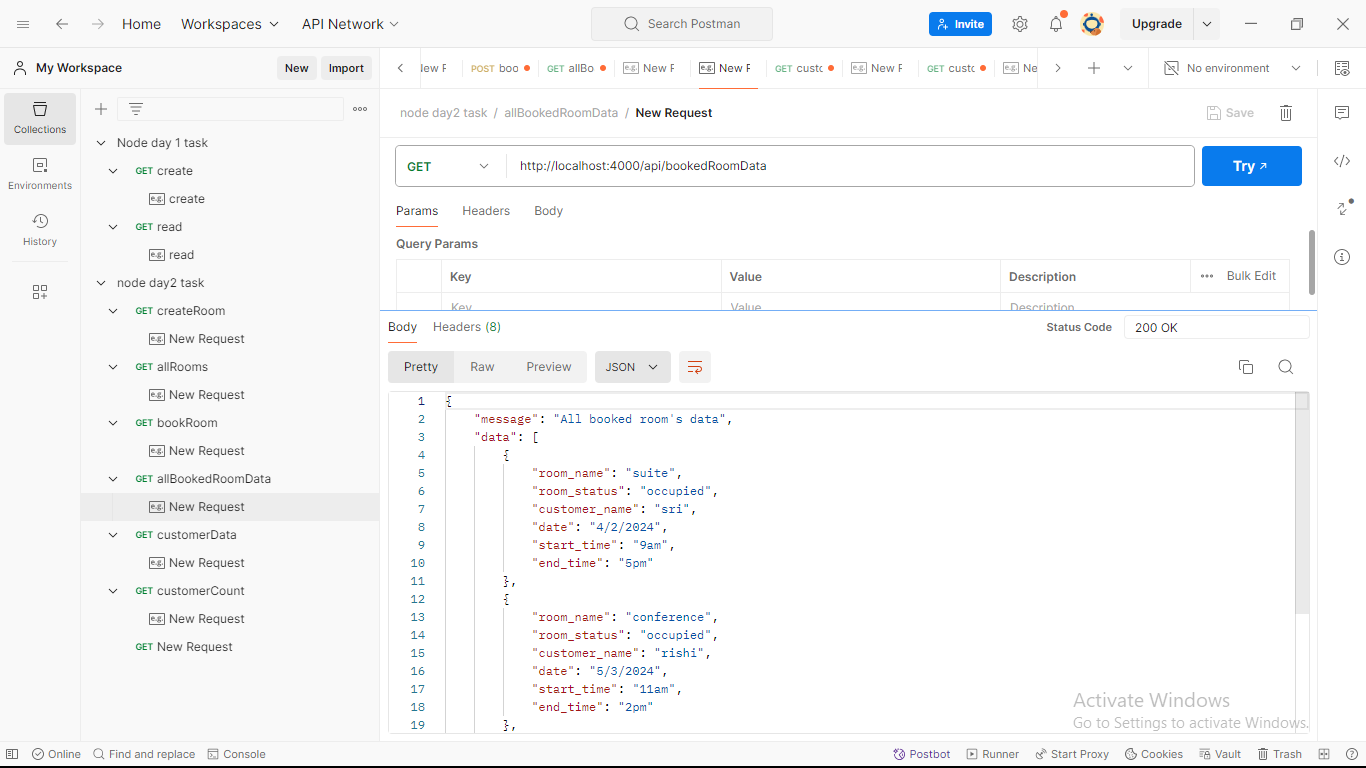 Home Workspaces API Network Search Postman Invite Upgrade
My Workspace New Import
lew F POST boo GET allBo e.g. New F e.g. New F GET custc e.g. New F GET custc e.g. Ne No environment
Collections
Environments
History
Node day 1 task
GET create
e.g. create
GET read
e.g. read
node day2 task
GET createRoom
e.g. New Request
GET allRooms
e.g. New Request
GET bookRoom
e.g. New Request
GET allBookedRoomData
e.g. New Request
GET customerData
e.g. New Request
GET customerCount
e.g. New Request
GET New Request
node day2 task / allBookedRoomData / New Request Save
GET http://localhost:4000/api/bookedRoomData Try
Params Headers Body
Query Params
Key Value Description Bulk Edit
Key Value Description
Body Headers (8) Status Code 200 OK
Pretty Raw Preview JSON
1 {
2 "message": "All booked room's data",
3 "data": [
4 {
5 "room_name": "suite",
6 "room_status": "occupied",
7 "customer_name": "sri",
8 "date": "4/2/2024",
9 "start_time": "9am",
10 "end_time": "5pm"
11 },
12 {
13 "room_name": "conference",
14 "room_status": "occupied",
15 "customer_name": "rishi",
16 "date": "5/3/2024",
17 "start_time": "11am",
18 "end_time": "2pm"
19 },
Activate Windows
Go to Settings to activate Windows.
Online Find and replace Console Postbot Runner Start Proxy Cookies Vault Trash